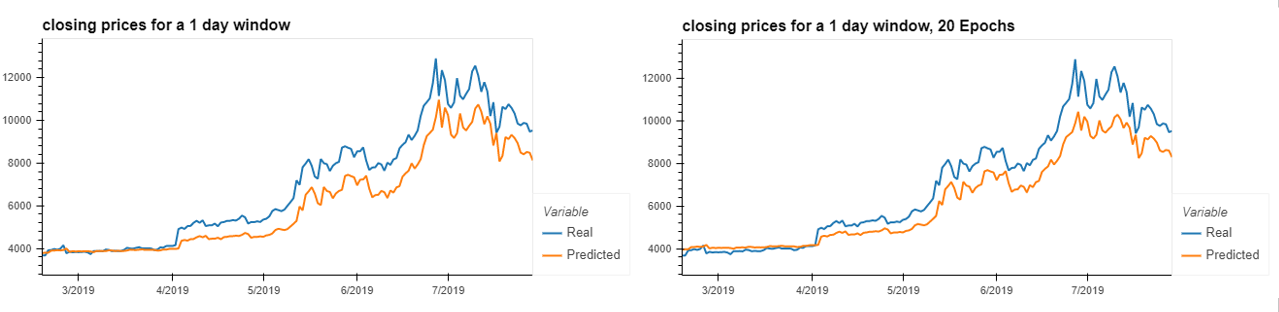 closing prices for a 1 day window
12000
10000
8000
6000
4000
3/2019 4/2019 5/2019 6/2019 7/2019
Variable
Real
Predicted
closing prices for a 1 day window, 20 Epochs
12000
10000
8000
6000
4000
3/2019 4/2019 5/2019 6/2019 7/2019
Variable
Real
Predicted